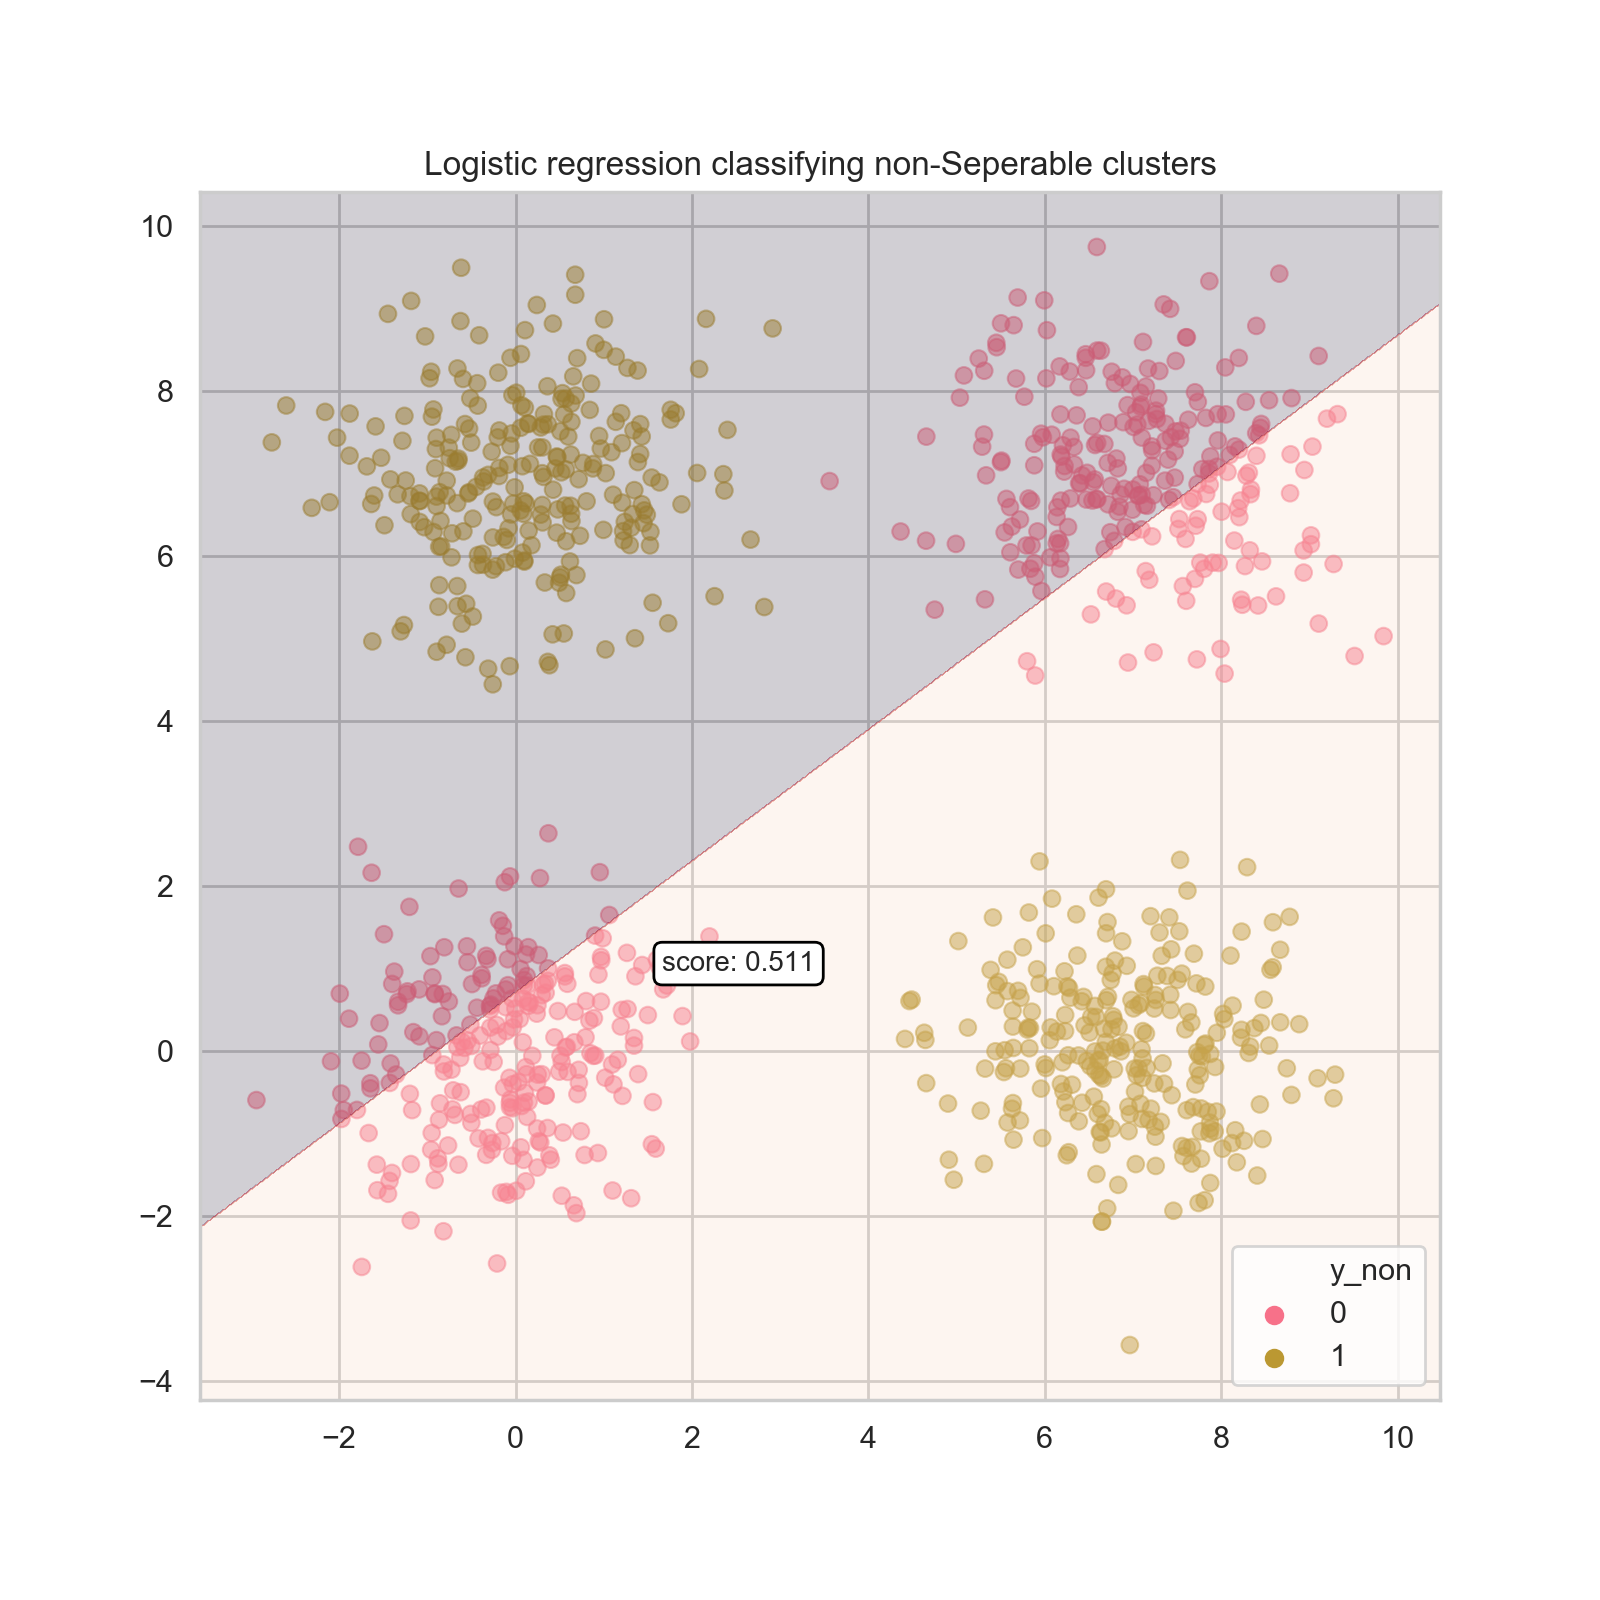 Logistic regression classifying non-Seperable clusters
10
8
6
4
2
0
−2
−4
score: 0.511
y_non
0
1
−2 0 2 4 6 8 10